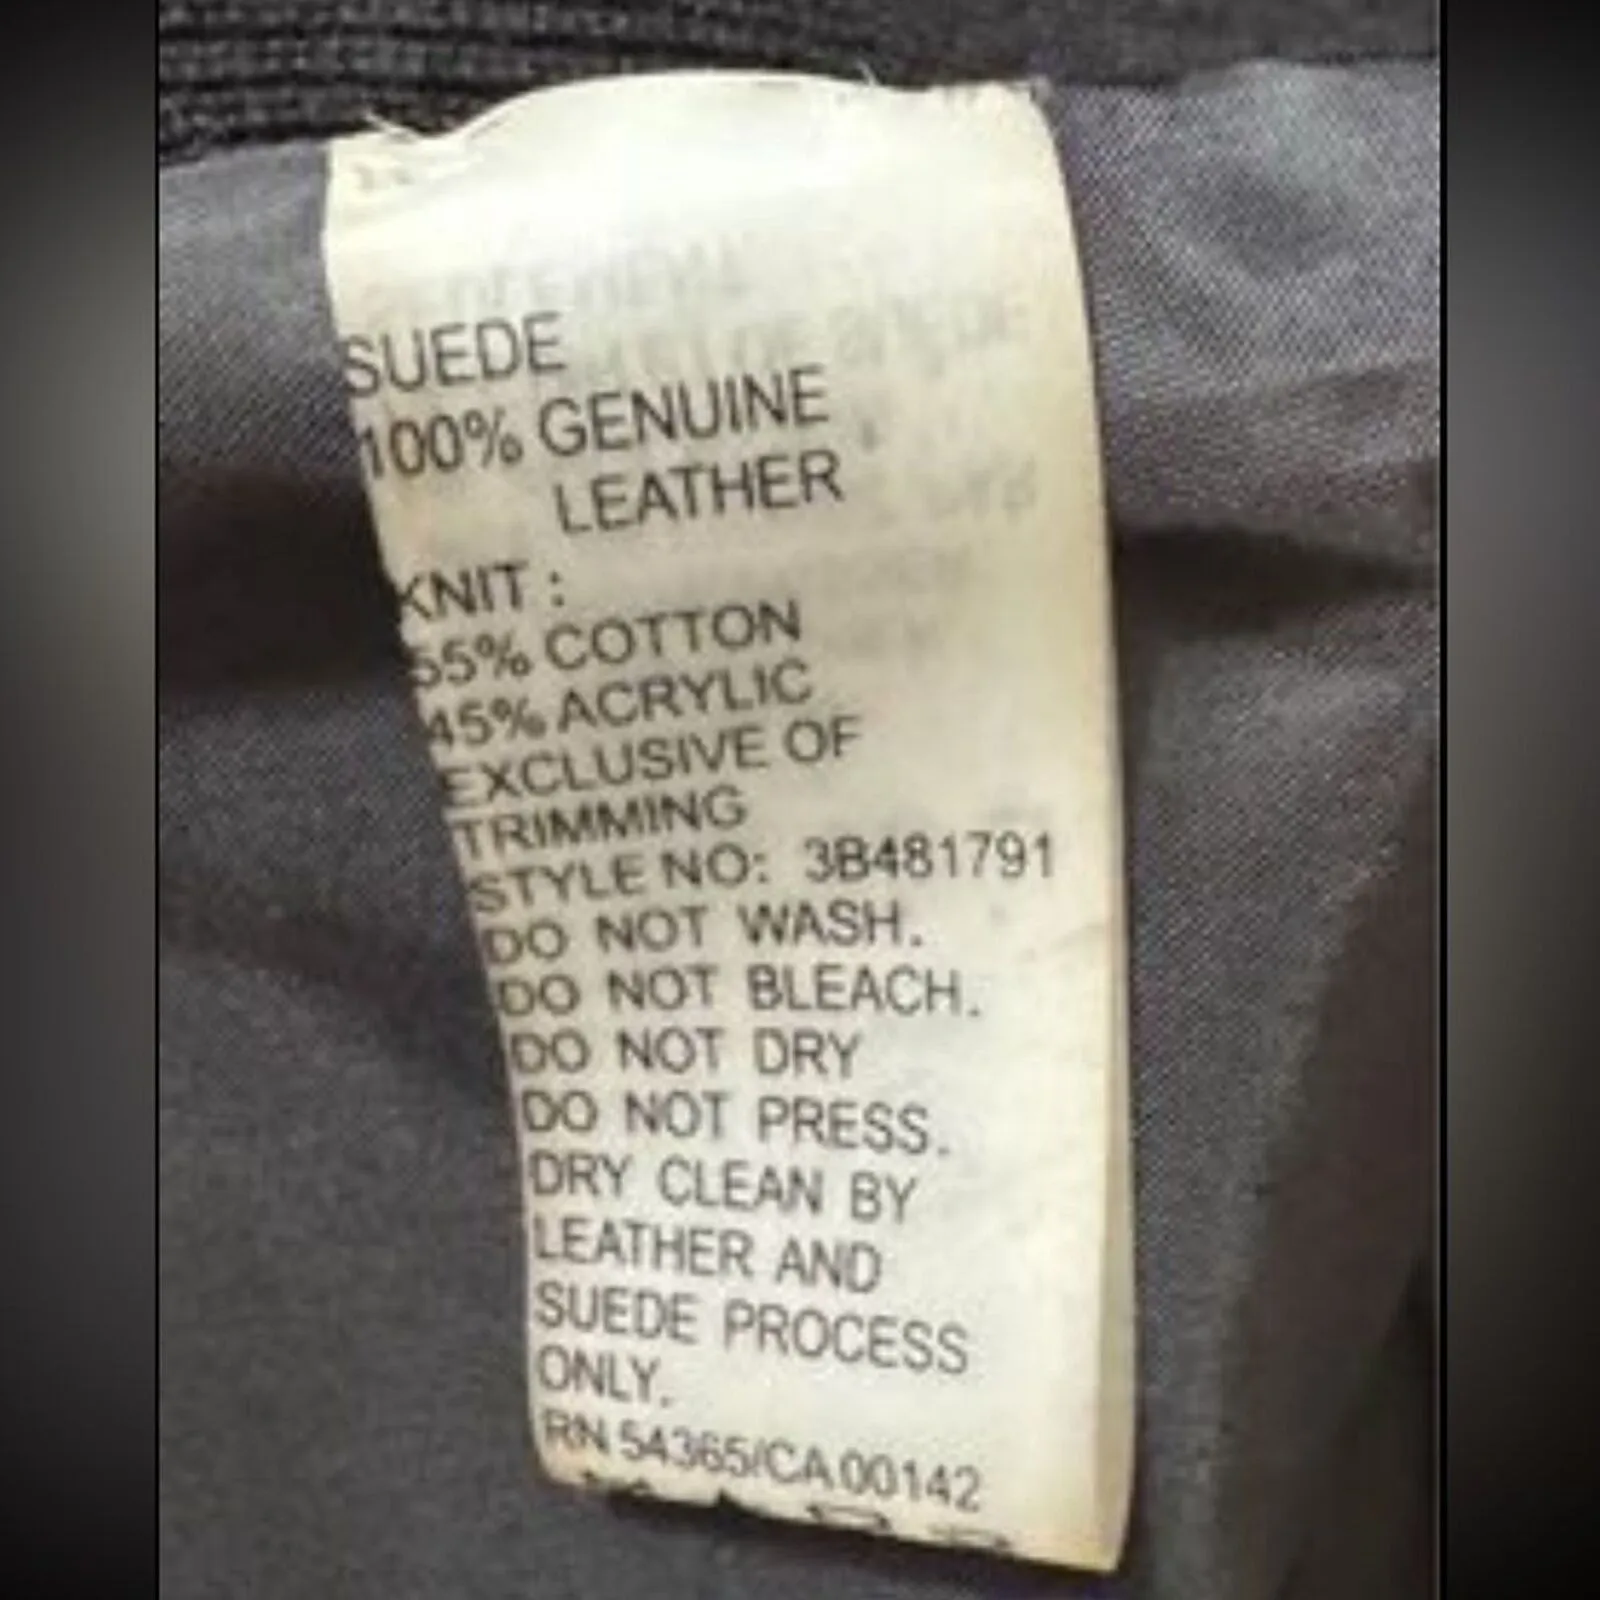 SUEDE
100% GENUINE
LEATHER
KNIT :
55% COTTON
45% ACRYLIC
EXCLUSIVE OF
TRIMMING
STYLE NO: 3B481791
DO NOT WASH.
DO NOT BLEACH.
DO NOT DRY
DO NOT PRESS.
DRY CLEAN BY
LEATHER AND
SUEDE PROCESS
ONLY.
RN 54365/CA 00142